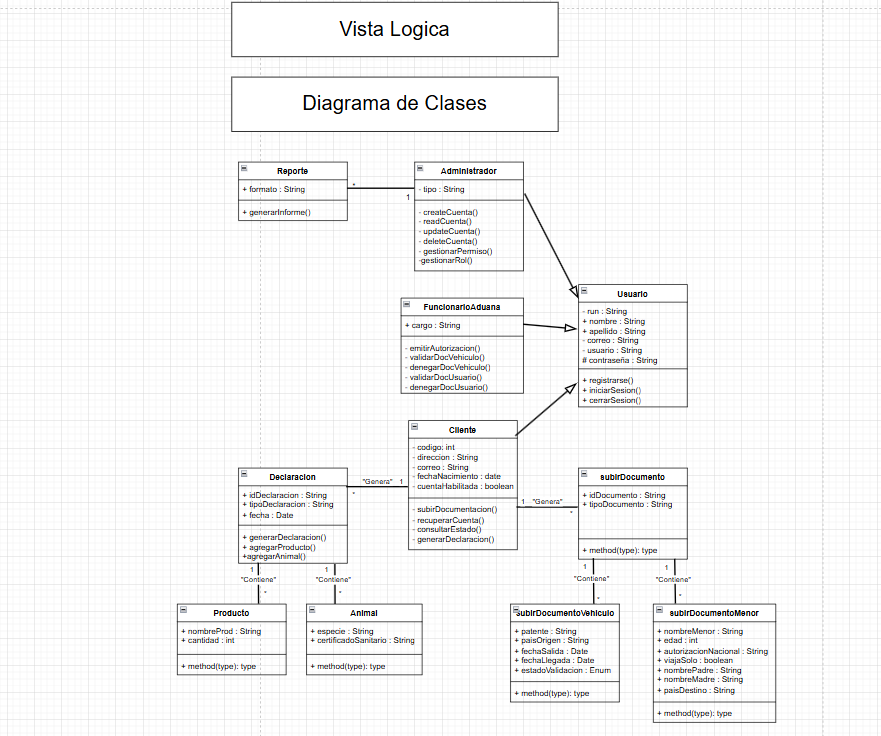 Vista Logica
Diagrama de Clases
Reporte
+ formato : String
+ generarInforme()
*
1
Administrador
- tipo : String
- createCuenta()
- readCuenta()
- updateCuenta()
- deleteCuenta()
- gestionarPermiso()
-gestionarRol()
Usuario
- run : String
+ nombre : String
+ apellido : String
- correo : String
- usuario : String
# contraseña : String
+ registrarse()
+ iniciarSesion()
+ cerrarSesion()
FuncionarioAduana
+ cargo : String
- emitirAutorizacion()
- validarDocVehiculo()
- denegarDocVehiculo()
- validarDocUsuario()
- denegarDocUsuario()
Cliente
- codigo: int
- direccion : String
- correo : String
- fechaNacimiento : date
- cuentaHabilitada : boolean
- subirDocumentacion()
- recuperarCuenta()
- consultarEstado()
- generarDeclaracion()
Declaracion
+ idDeclaracion : String
+ tipoDeclaracion : String
+ fecha : Date
+ generarDeclaracion()
+ agregarProducto()
+agregarAnimal()
"Genera"
1
*
subirDocumento
+ idDocumento : String
+ tipoDocumento : String
+ method(type): type
1
"Genera"
*
1
"Contiene"
*
1
"Contiene"
*
1
"Contiene"
*
1
"Contiene"
*
Producto
+ nombreProd : String
+ cantidad : int
+ method(type): type
Animal
+ especie : String
+ certificadoSanitario : String
+ method(type): type
subirDocumentoVehiculo
+ patente : String
+ paisOrigen : String
+ fechaSalida : Date
+ fechaLlegada : Date
+ estadoValidacion : Enum
+ method(type): type
subirDocumentoMenor
+ nombreMenor : String
+ edad : int
+ autorizacionNacional : String
+ viajaSolo : boolean
+ nombrePadre : String
+ nombreMadre : String
+ paisDestino : String
+ method(type): type